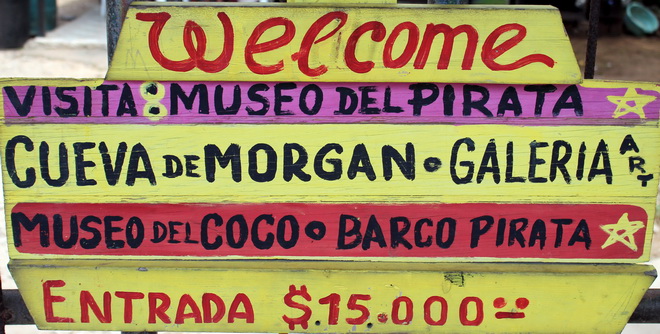 Welcome
VISITA: MUSEO DEL PIRATA
CUEVA DE MORGAN • GALERIA ART
MUSEO DEL COCO • BARCO PIRATA
ENTRADA $.15.000=